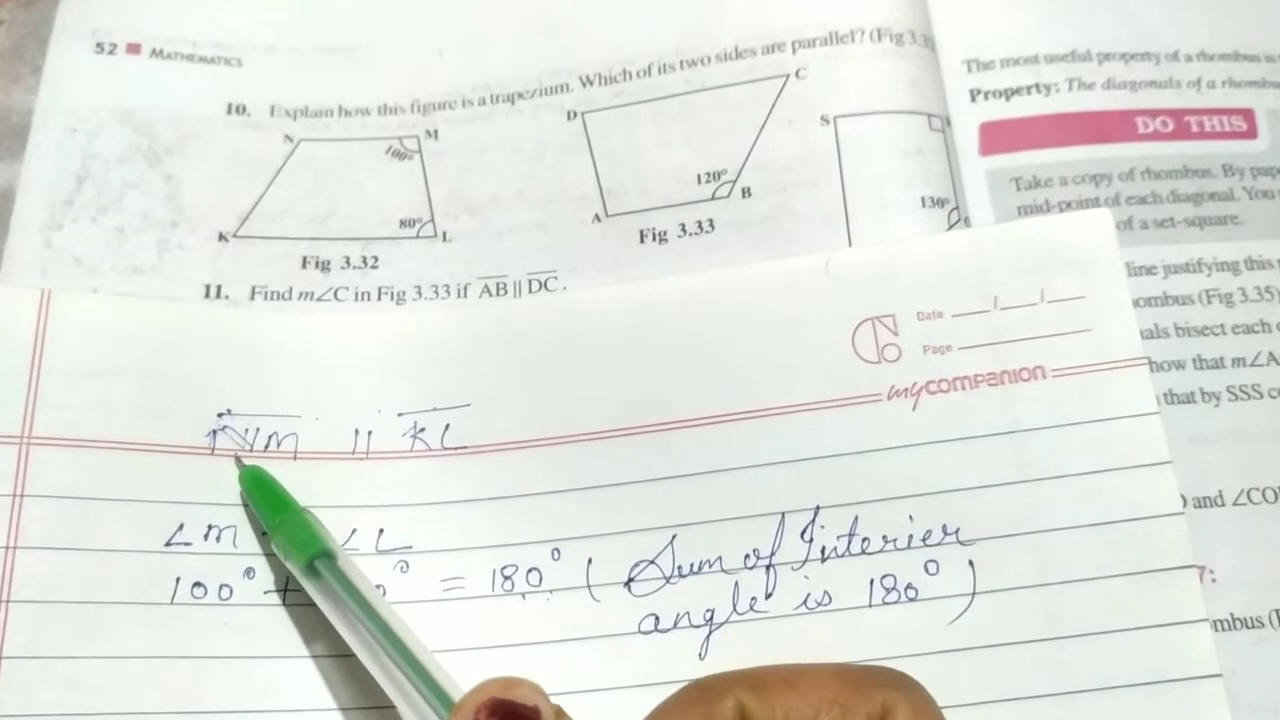 52 MATHEMATICS
10. Explain how this figure is a trapezium. Which of its two sides are parallel? (Fig 3.3
N M 100° 80° K L
Fig 3.32
D C 120° A B
Fig 3.33
S 130°
11. Find m∠C in Fig 3.33 if AB || DC.
The most useful property of a rhombus is
Property: The diagonals of a rhombu
DO THIS
Take a copy of rhombus. By pap
mid-point of each diagonal. You
of a set-square.
line justifying this
ombus (Fig 3.35)
als bisect each
how that m∠A
that by SSS c
) and ∠CO
7:
mbus (
Date
Page
mycompanion
NM || KL
∠M ∠L
100° + ° = 180° ( Sum of Interier
angle is 180° )